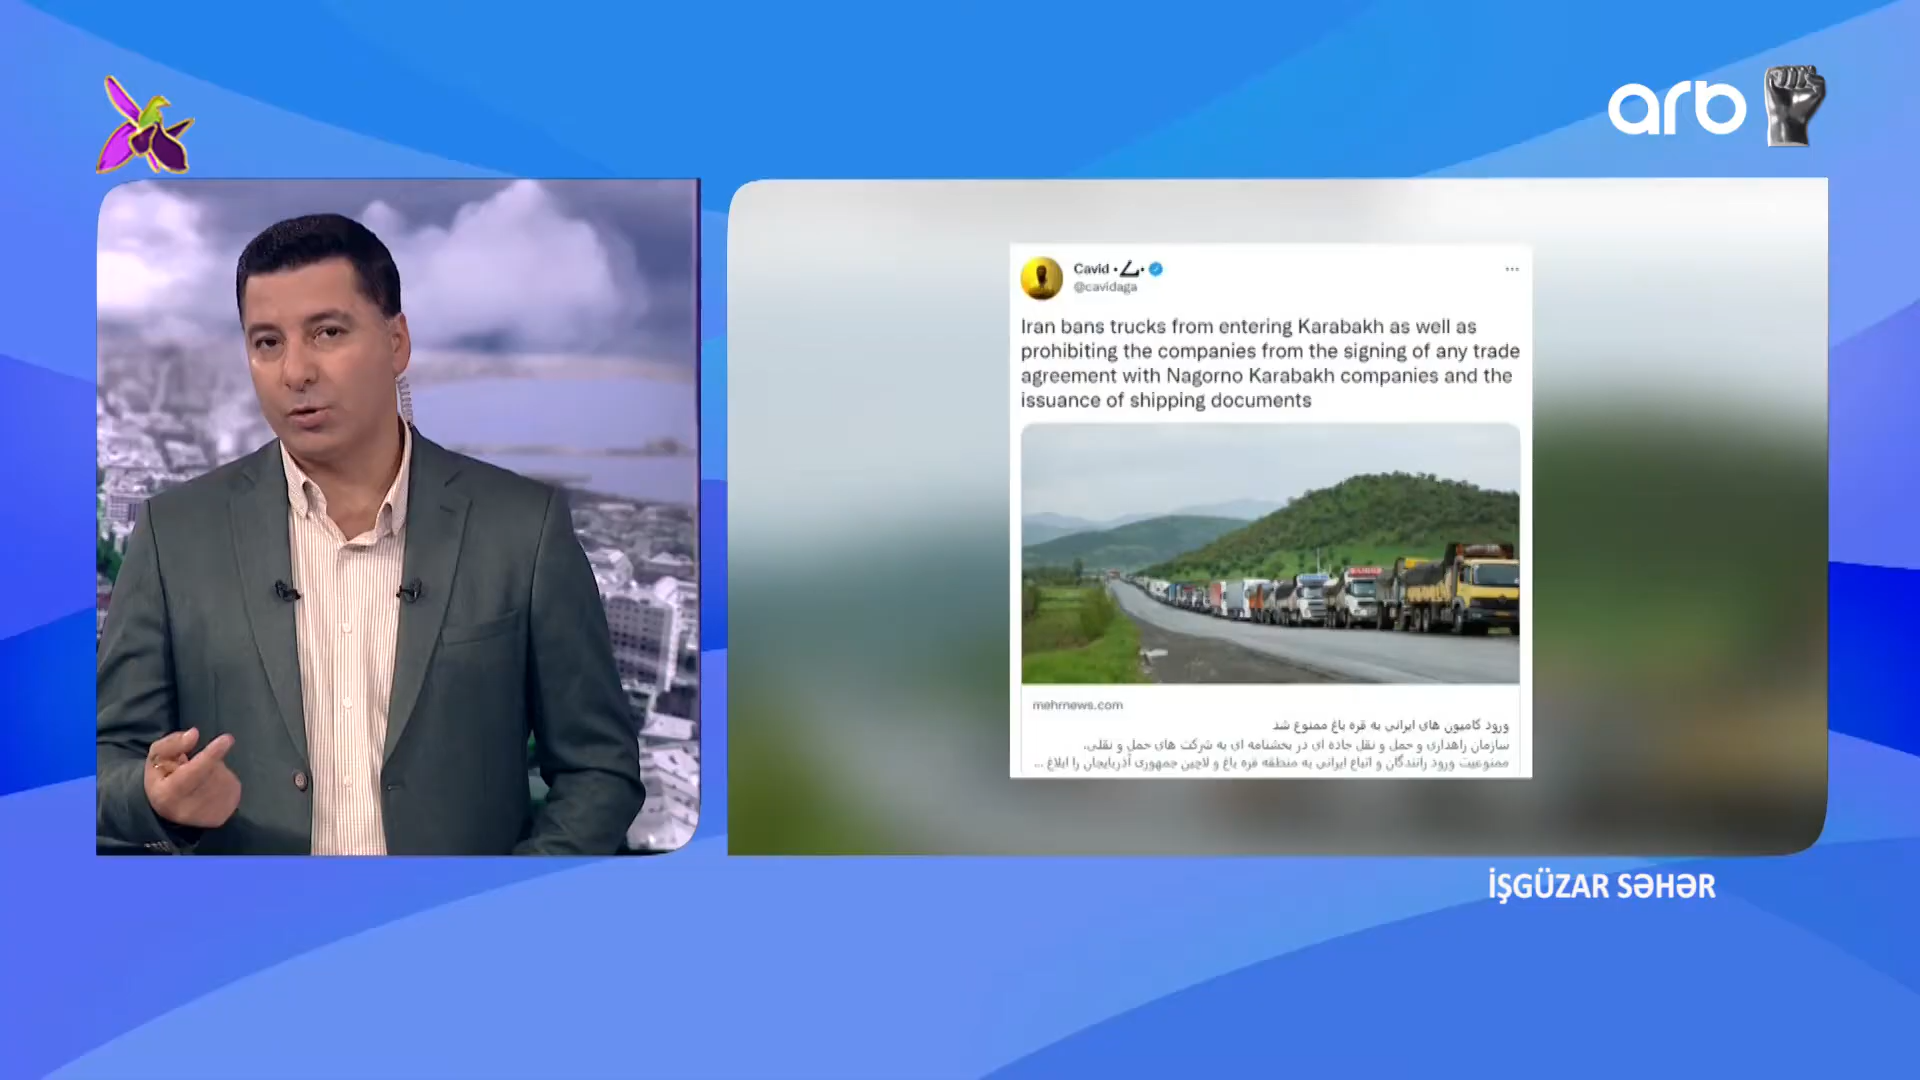 arb
Cavid
@cavidaga
Iran bans trucks from entering Karabakh as well as
prohibiting the companies from the signing of any trade
agreement with Nagorno Karabakh companies and the
issuance of shipping documents
mehrnews.com
ورود کامیون های ایرانی به قره باغ ممنوع شد
سازمان راهداری و حمل و نقل جاده ای در بخشنامه ای به شرکت های حمل و نقلی،
ممنوعیت ورود رانندگان و اتباع ایرانی به منطقه قره باغ و لاچین جمهوری آذربایجان را ابلاغ ...
İŞGÜZAR SƏHƏR